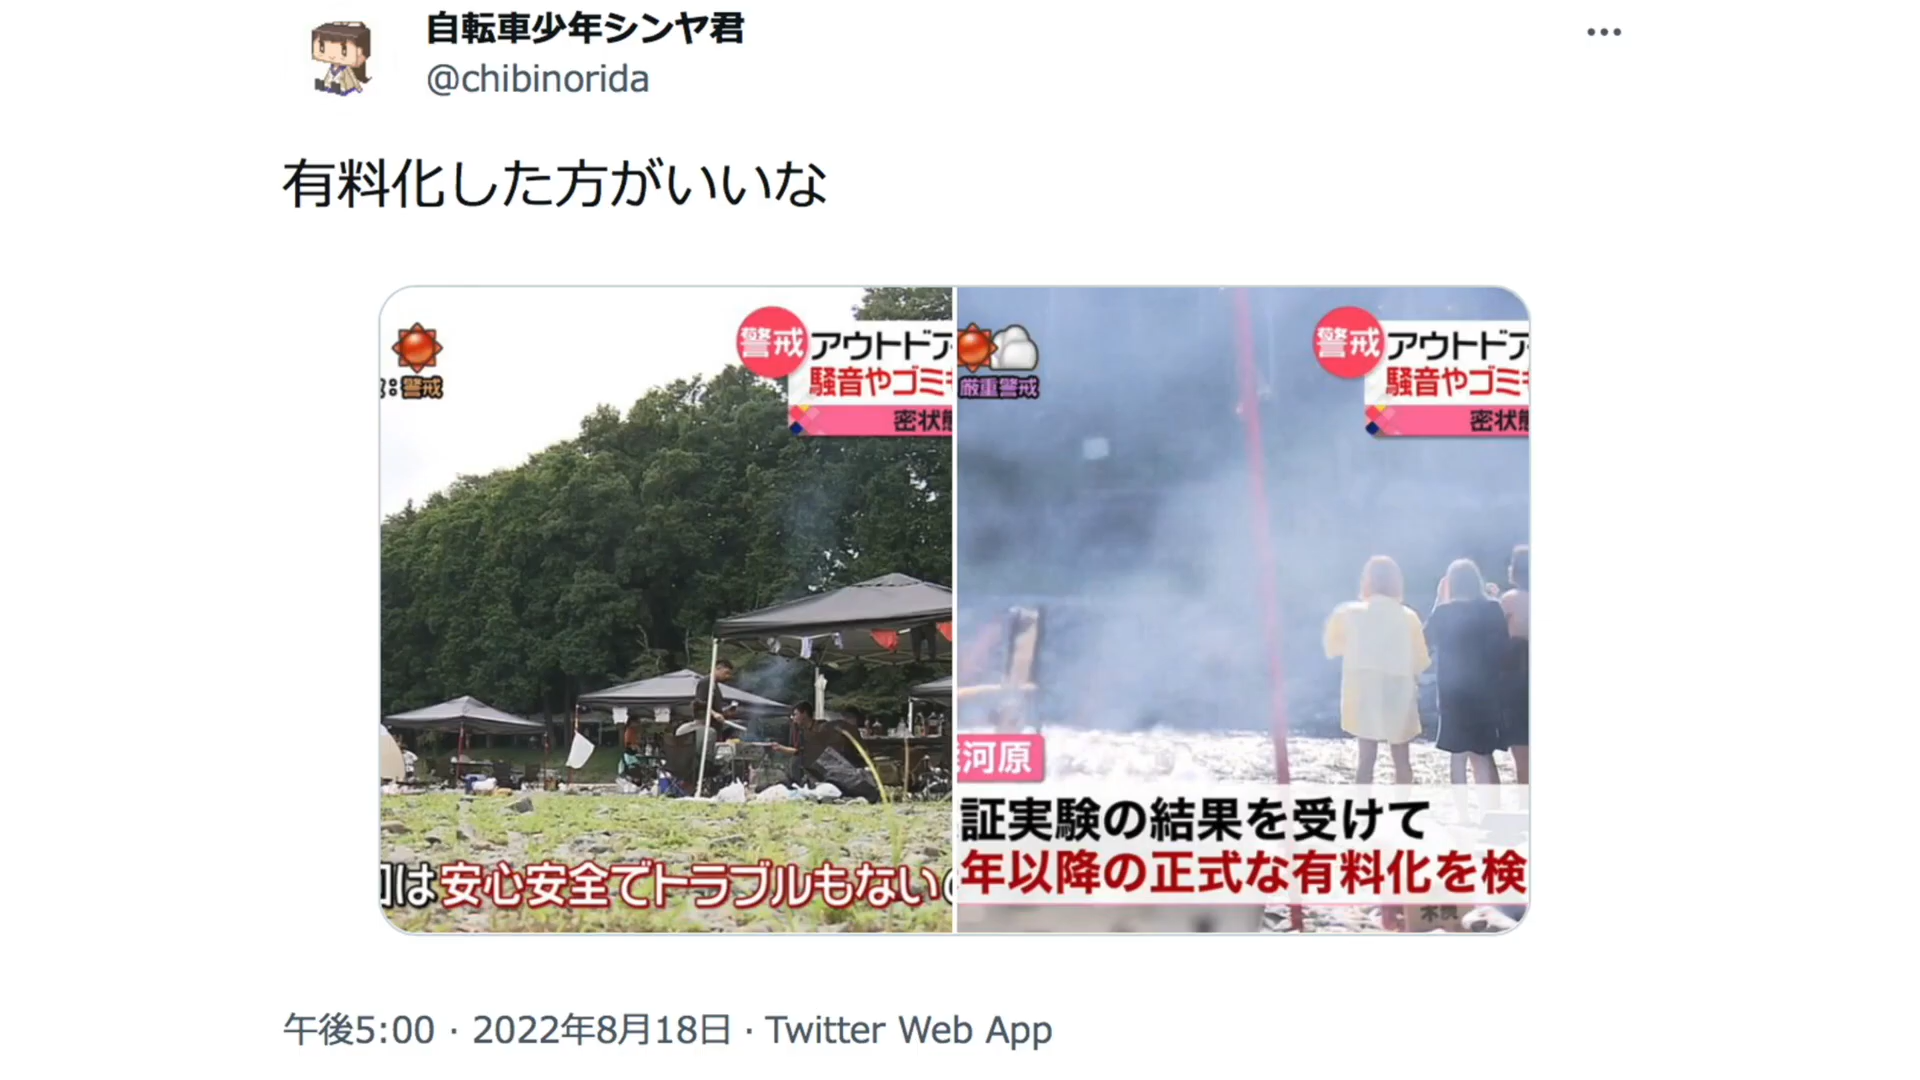 自転車少年シンヤ君
@chibinorida
有料化した方がいいな
警戒
アウトドア
騒音やゴミ
密状態
:警戒
は安心安全でトラブルもない
警戒
アウトドア
騒音やゴミ
密状態
厳重警戒
河原
証実験の結果を受けて
年以降の正式な有料化を検
午後5:00 · 2022年8月18日 · Twitter Web App